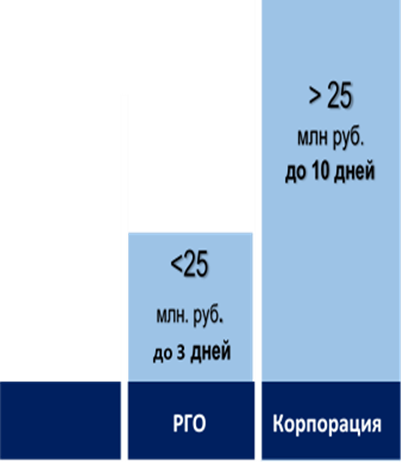 > 25
млн руб.
до 10 дней
<25
млн. руб.
до 3 дней
РГО
Корпорация